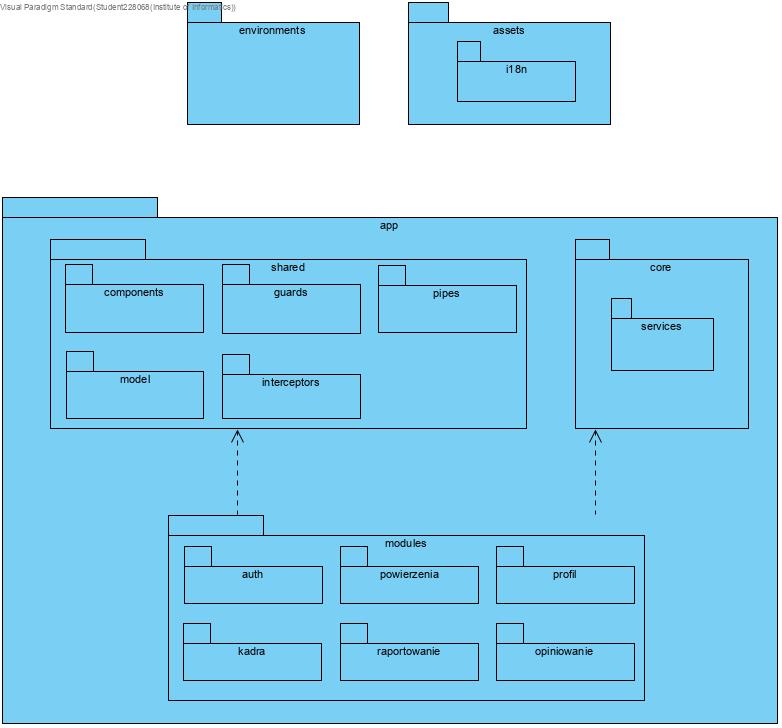 Visual Paradigm Standard(Student228068(Institute of Informatics))
environments
assets
i18n
app
shared
core
components
guards
pipes
services
model
interceptors
modules
auth
powierzenia
profil
kadra
raportowanie
opiniowanie